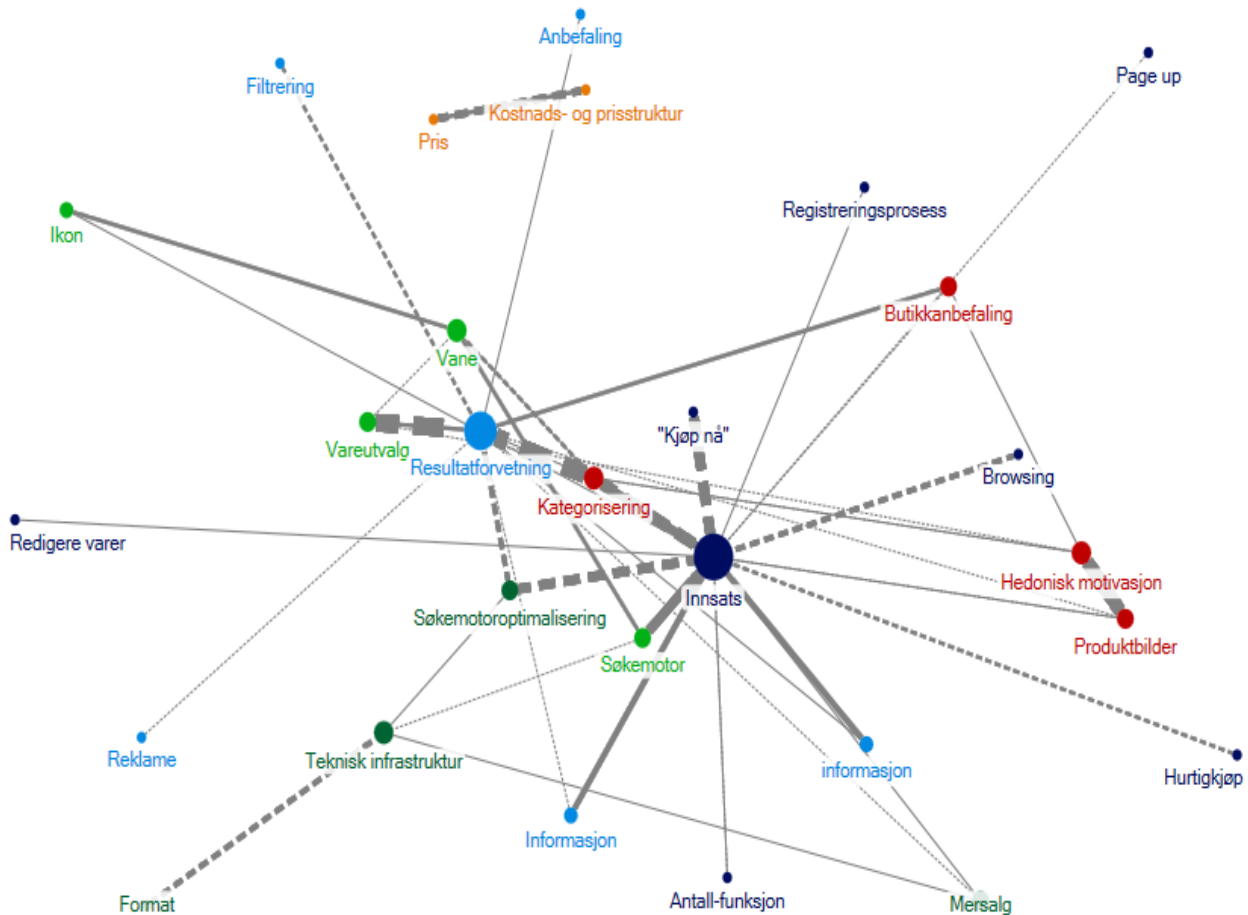 Anbefaling
Filtrering
Page up
Kostnads- og prisstruktur
Pris
Registreringsprosess
Ikon
Butikkanbefaling
Vane
"Kjøp nå"
Vareutvalg
Resultatforvetning
Browsing
Kategorisering
Redigere varer
Hedonisk motivasjon
Innsats
Søkemotoroptimalisering
Produktbilder
Søkemotor
Reklame
Teknisk infrastruktur
informasjon
Hurtigkjøp
Informasjon
Antall-funksjon
Format
Mersalg